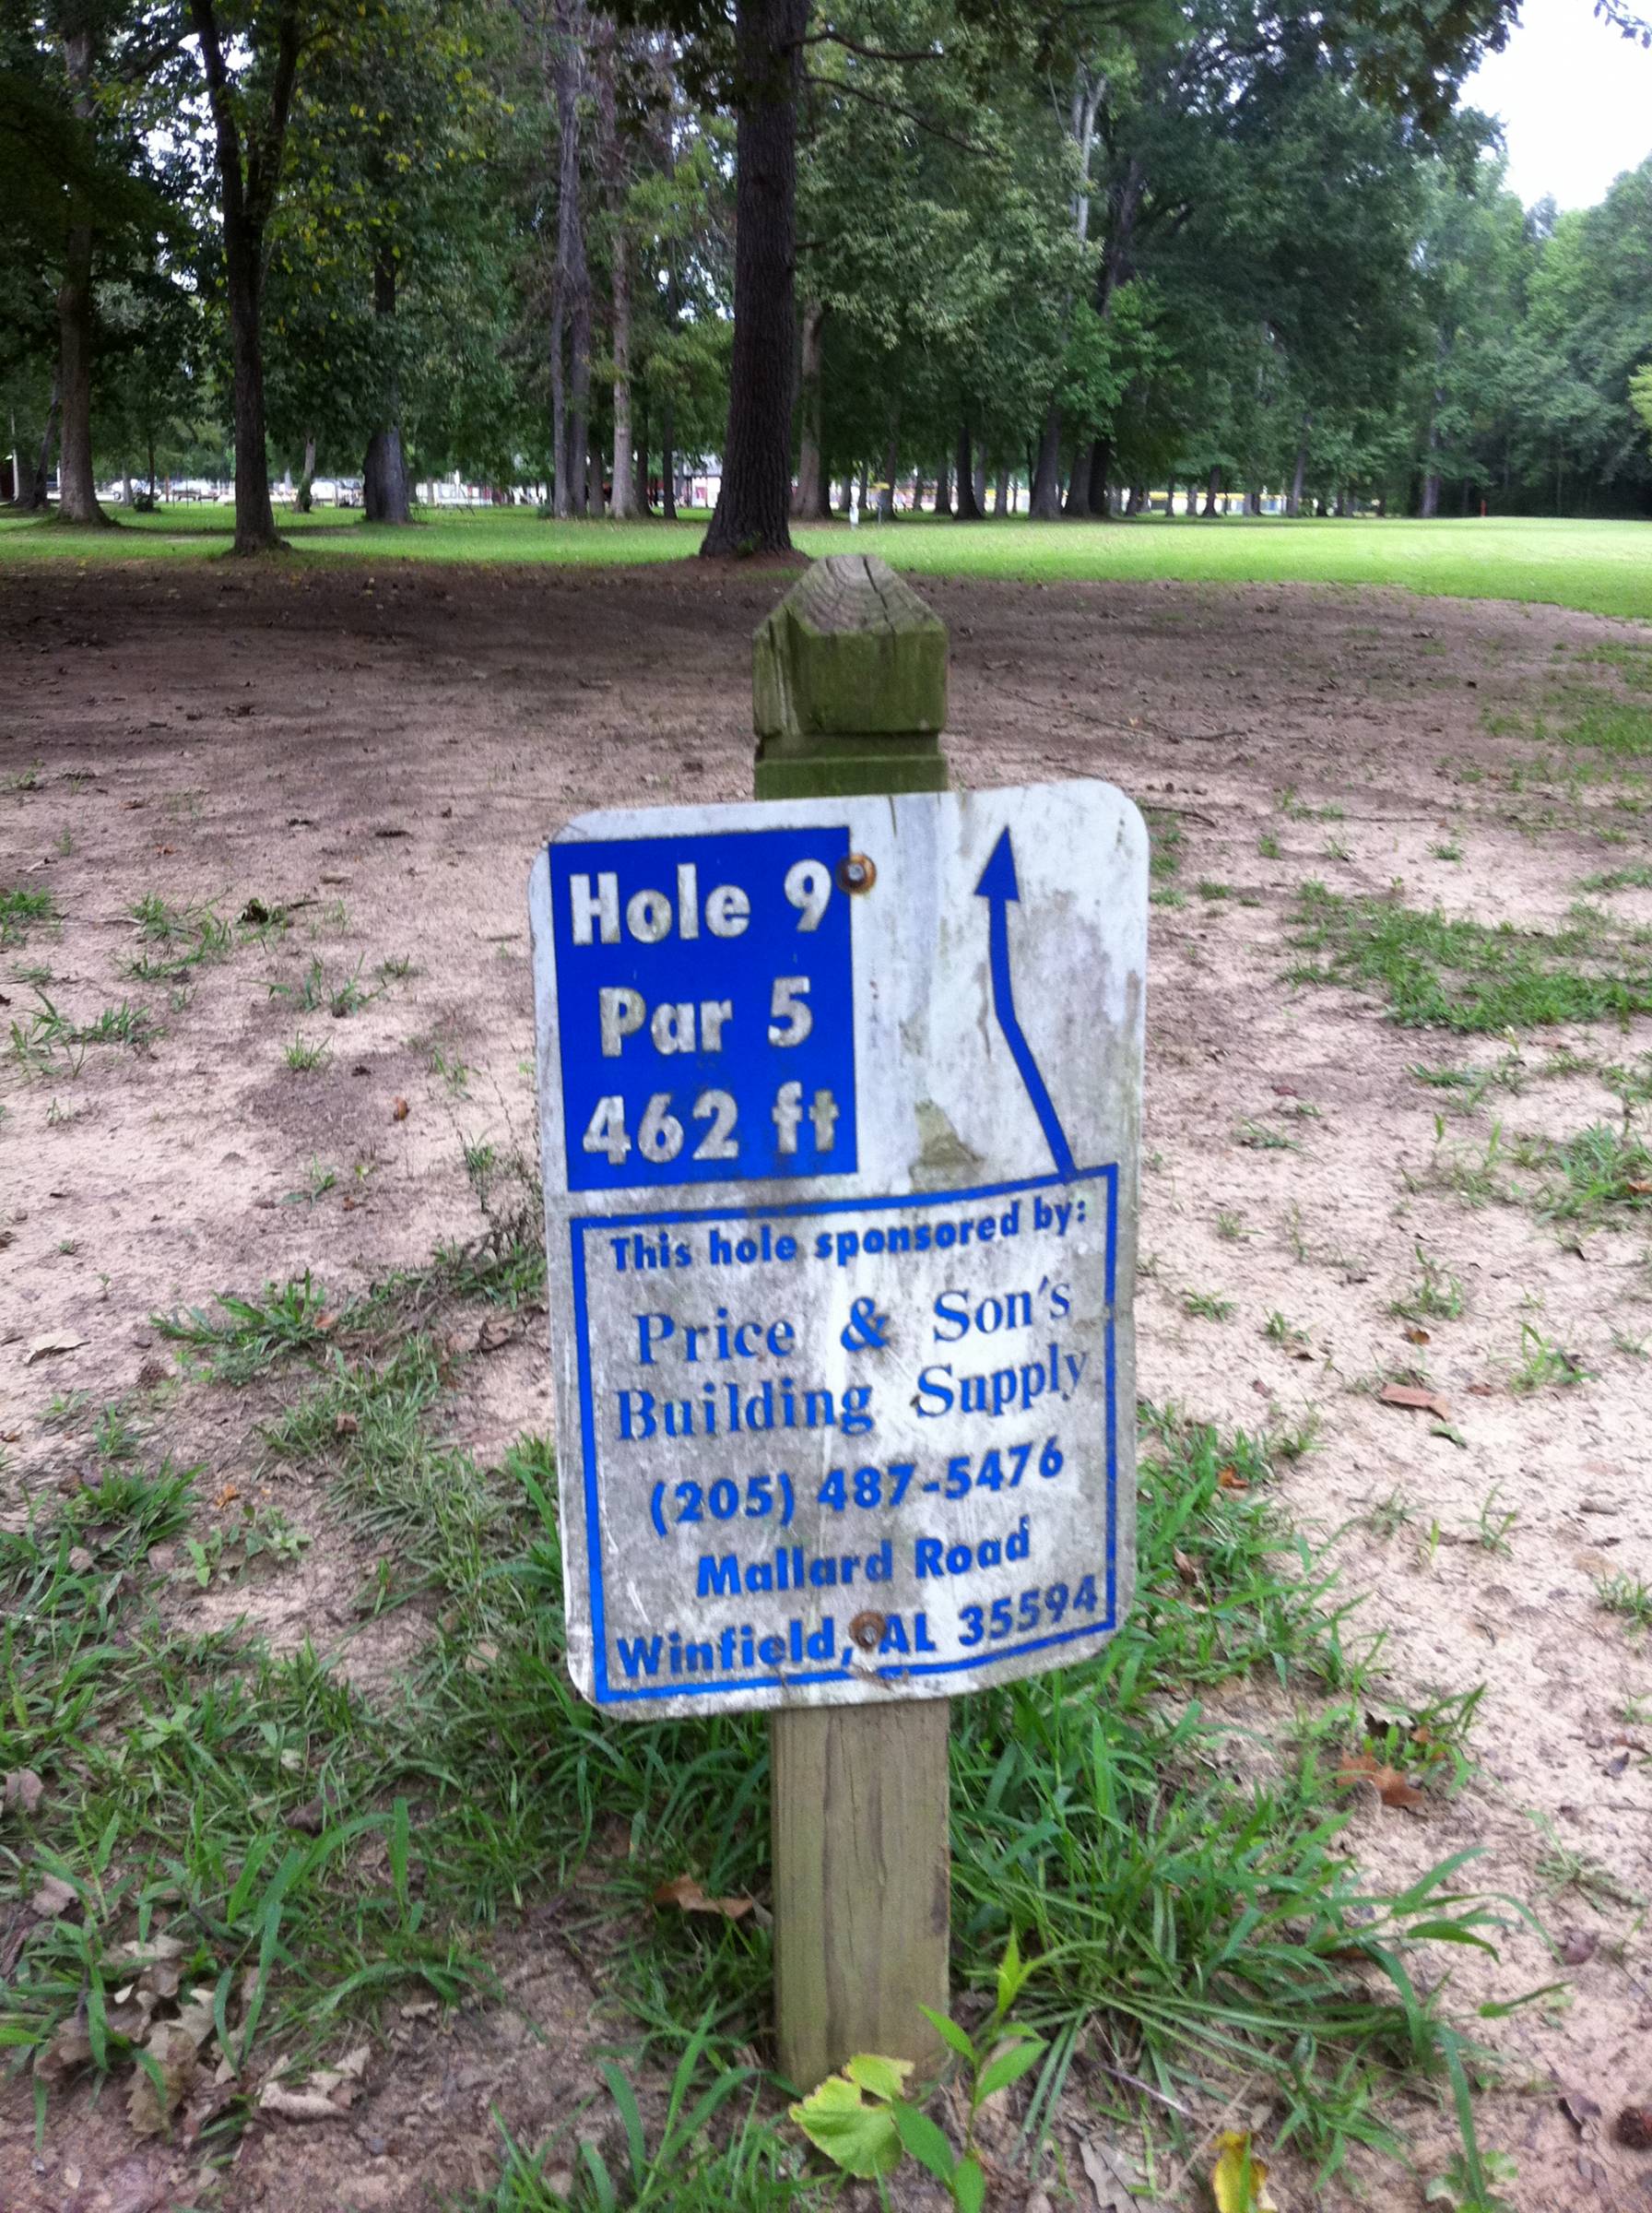 Hole 9
Par 5
462 ft
This hole sponsored by:
Price & Son's
Building Supply
(205) 487-5476
Mallard Road
Winfield, AL 35594